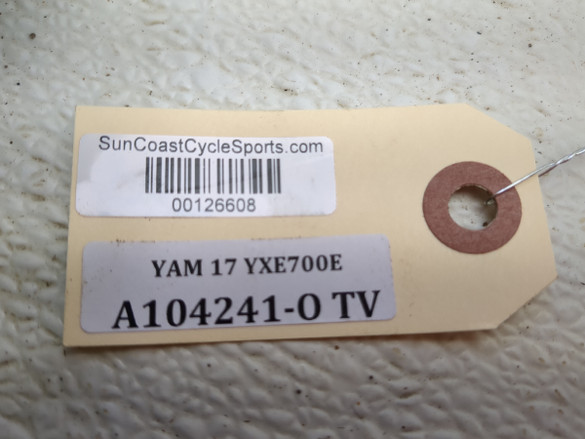 SunCoastCycleSports.com
00126608
YAM 17 YXE700E
A104241-O TV